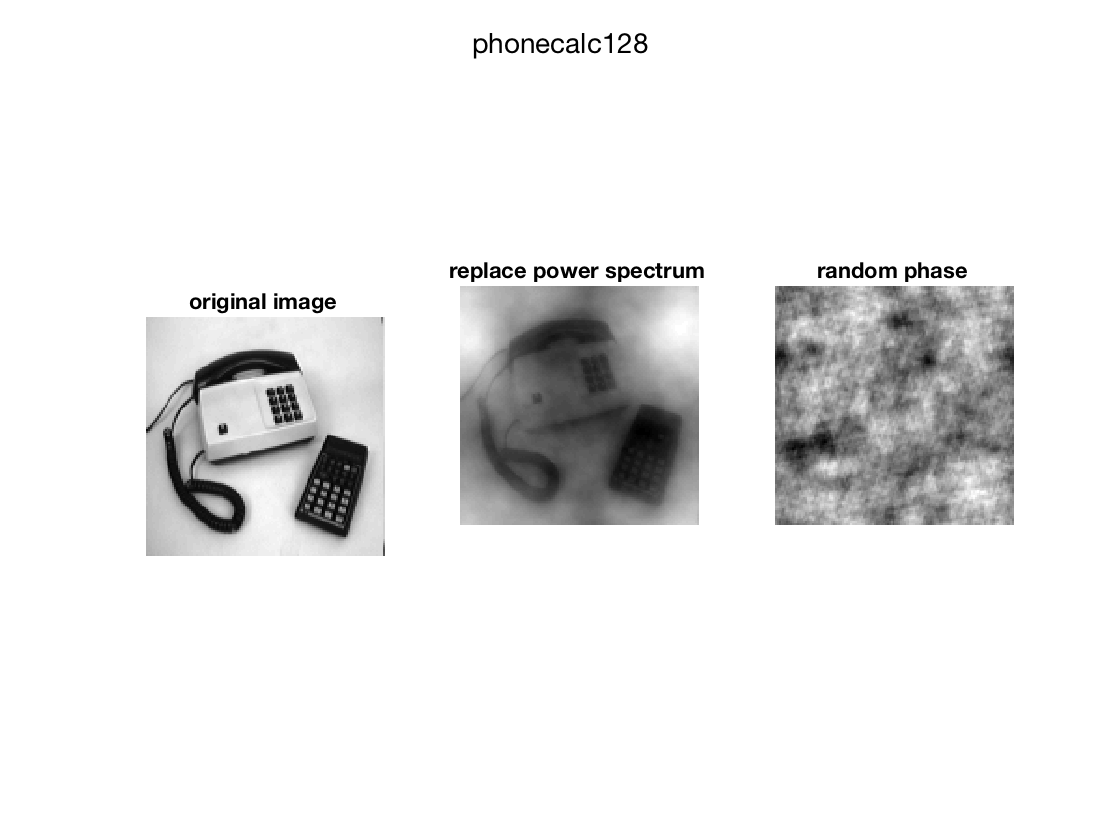 phonecalc128
original image
replace power spectrum
random phase